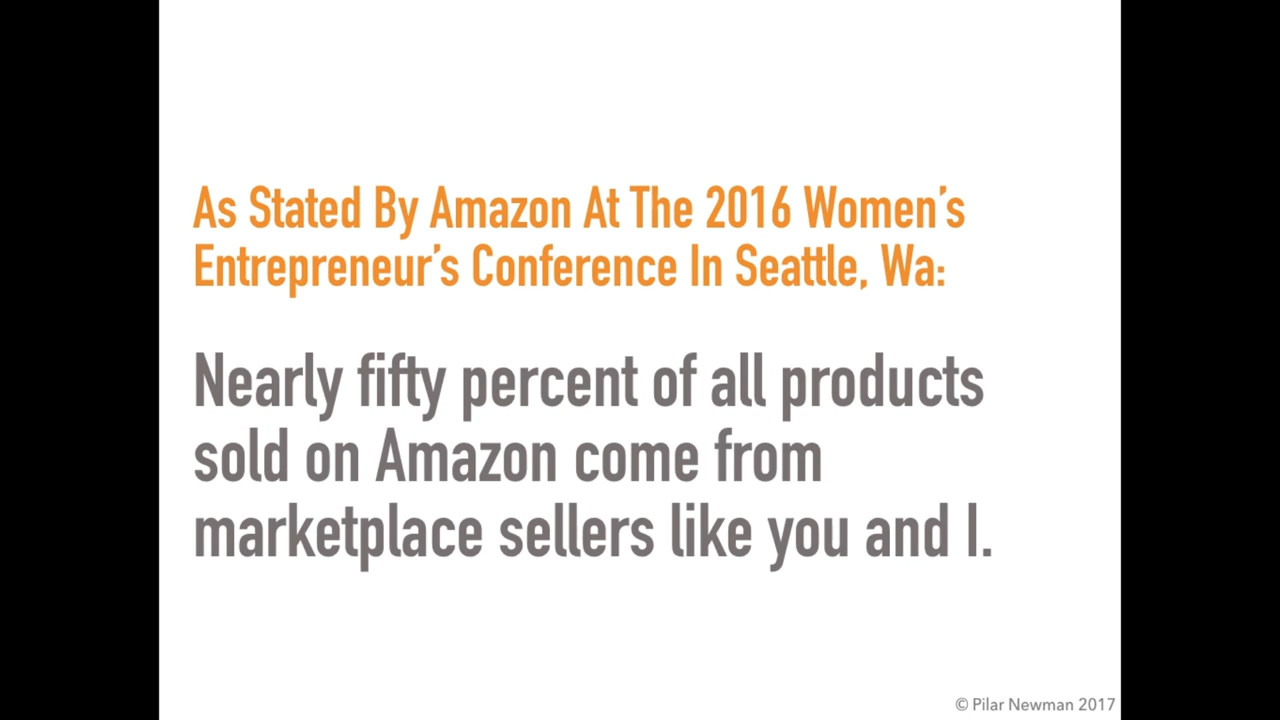 As Stated By Amazon At The 2016 Women’s
Entrepreneur’s Conference In Seattle, Wa:
Nearly fifty percent of all products
sold on Amazon come from
marketplace sellers like you and I.
© Pilar Newman 2017